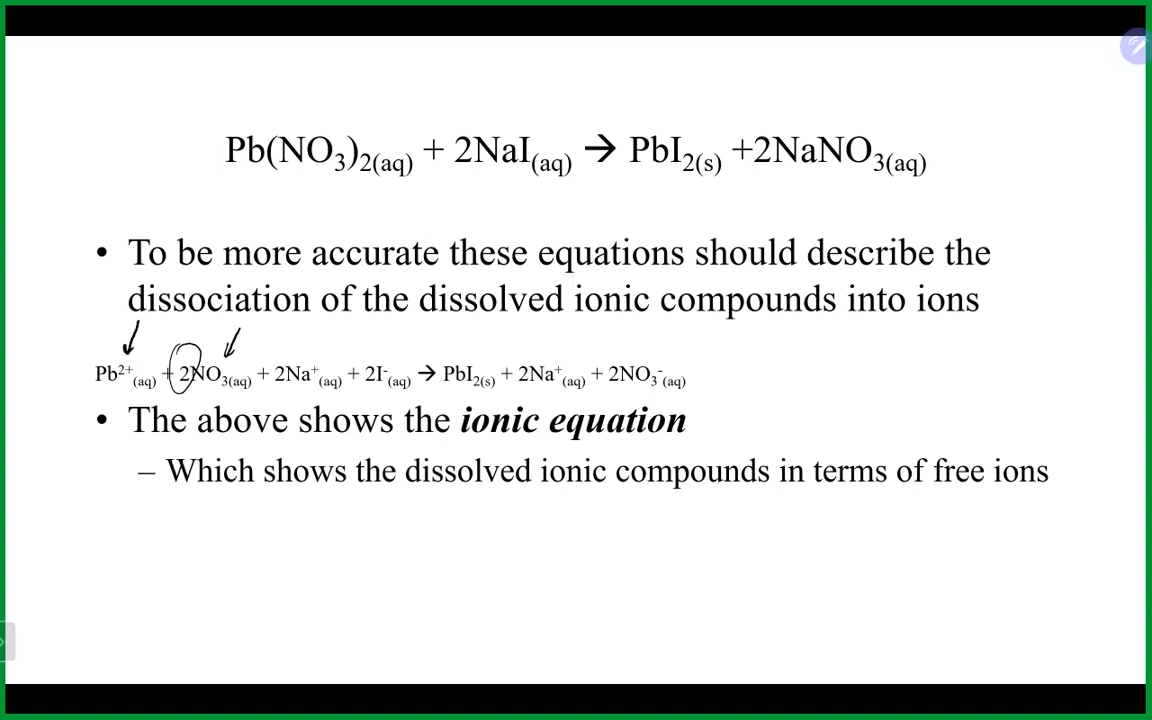 Pb(NO₃)₂₍aq₎ + 2NaI₍aq₎ → PbI₂₍s₎ +2NaNO₃₍aq₎
• To be more accurate these equations should describe the
dissociation of the dissolved ionic compounds into ions
Pb²⁺₍aq₎ + 2NO₃₍aq₎ + 2Na⁺₍aq₎ + 2I⁻₍aq₎ → PbI₂₍s₎ + 2Na⁺₍aq₎ + 2NO₃⁻₍aq₎
• The above shows the ionic equation
– Which shows the dissolved ionic compounds in terms of free ions